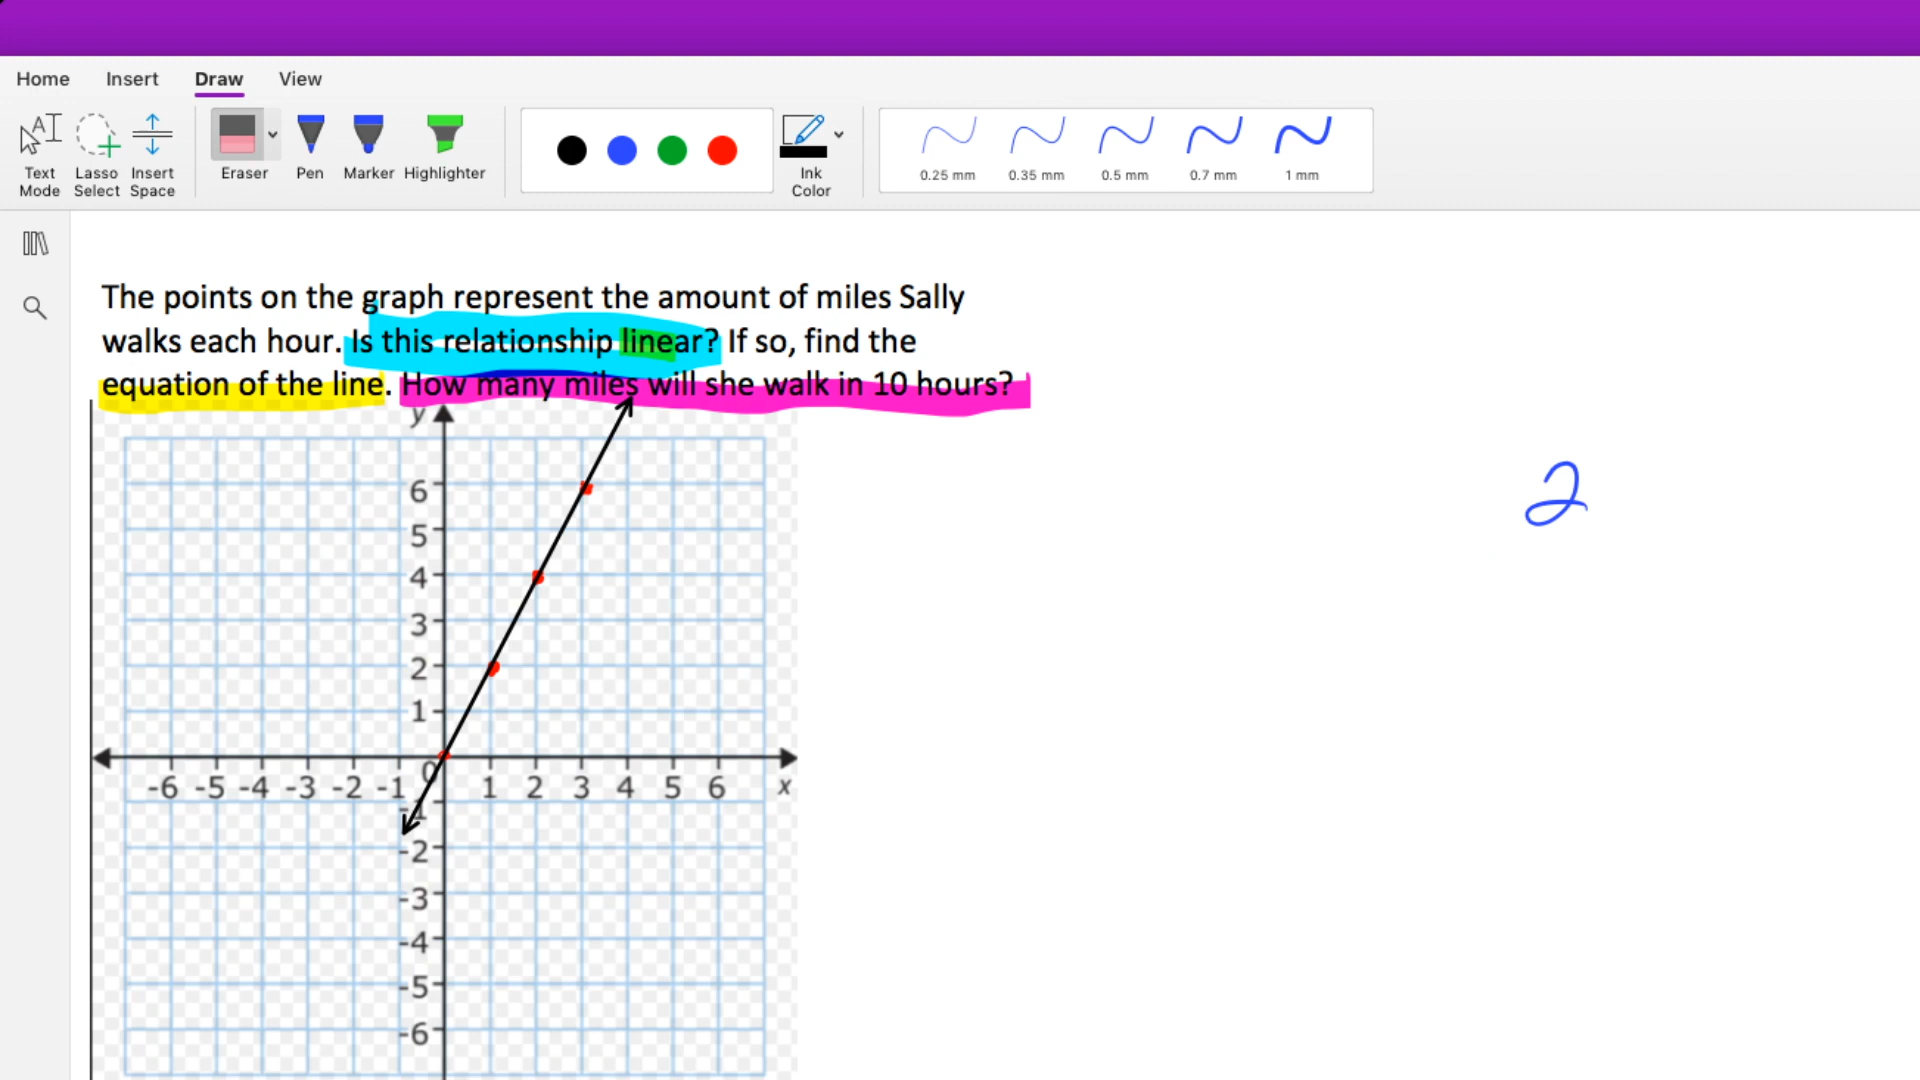 Home Insert Draw View
Text Mode
Lasso Select
Insert Space
Eraser
Pen
Marker
Highlighter
Ink Color
0.25 mm
0.35 mm
0.5 mm
0.7 mm
1 mm
The points on the graph represent the amount of miles Sally
walks each hour. Is this relationship linear? If so, find the
equation of the line. How many miles will she walk in 10 hours?
y
6
5
4
3
2
1
0
-6 -5 -4 -3 -2 -1 1 2 3 4 5 6 x
-1
-2
-3
-4
-5
-6
2